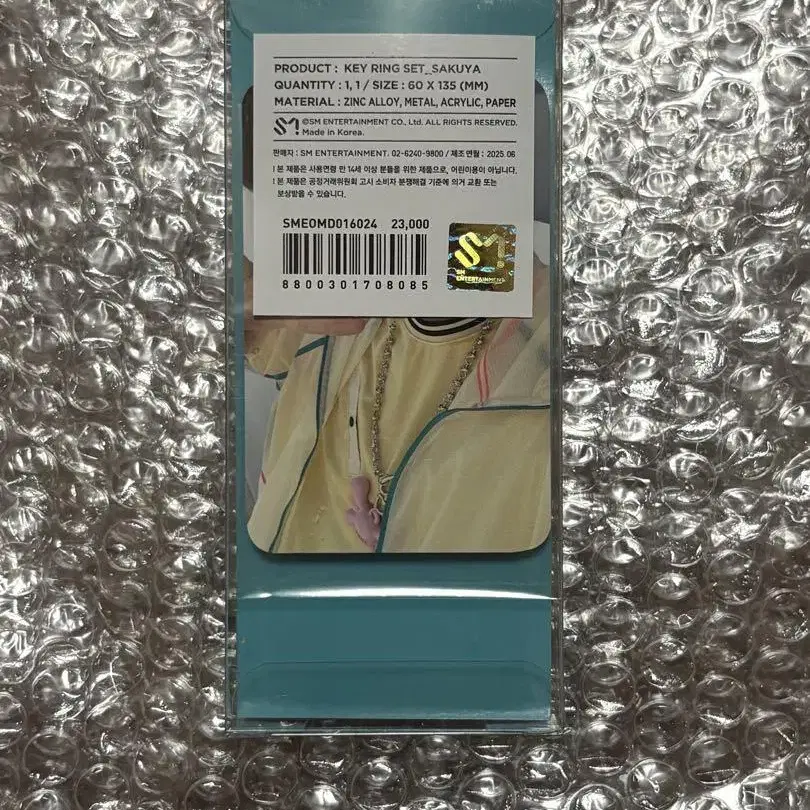 PRODUCT : KEY RING SET_SAKUYA
QUANTITY : 1, 1 / SIZE : 60 X 135 (MM)
MATERIAL : ZINC ALLOY, METAL, ACRYLIC, PAPER
SM ©SM ENTERTAINMENT CO., Ltd. ALL RIGHTS RESERVED.
Made in Korea.
판매자 : SM ENTERTAINMENT. 02-6240-9800 / 제조연월 : 2025. 06
! 본 제품은 사용연령 만 14세 이상 분들을 위한 제품으로, 어린이용이 아닙니다.
! 본 제품은 공정거래위원회 고시 소비자 분쟁해결 기준에 의거 교환 또는
보상받을 수 있습니다.
SMEOMD016024 23,000
8800301708085
SM
SM
ENTERTAINMENT